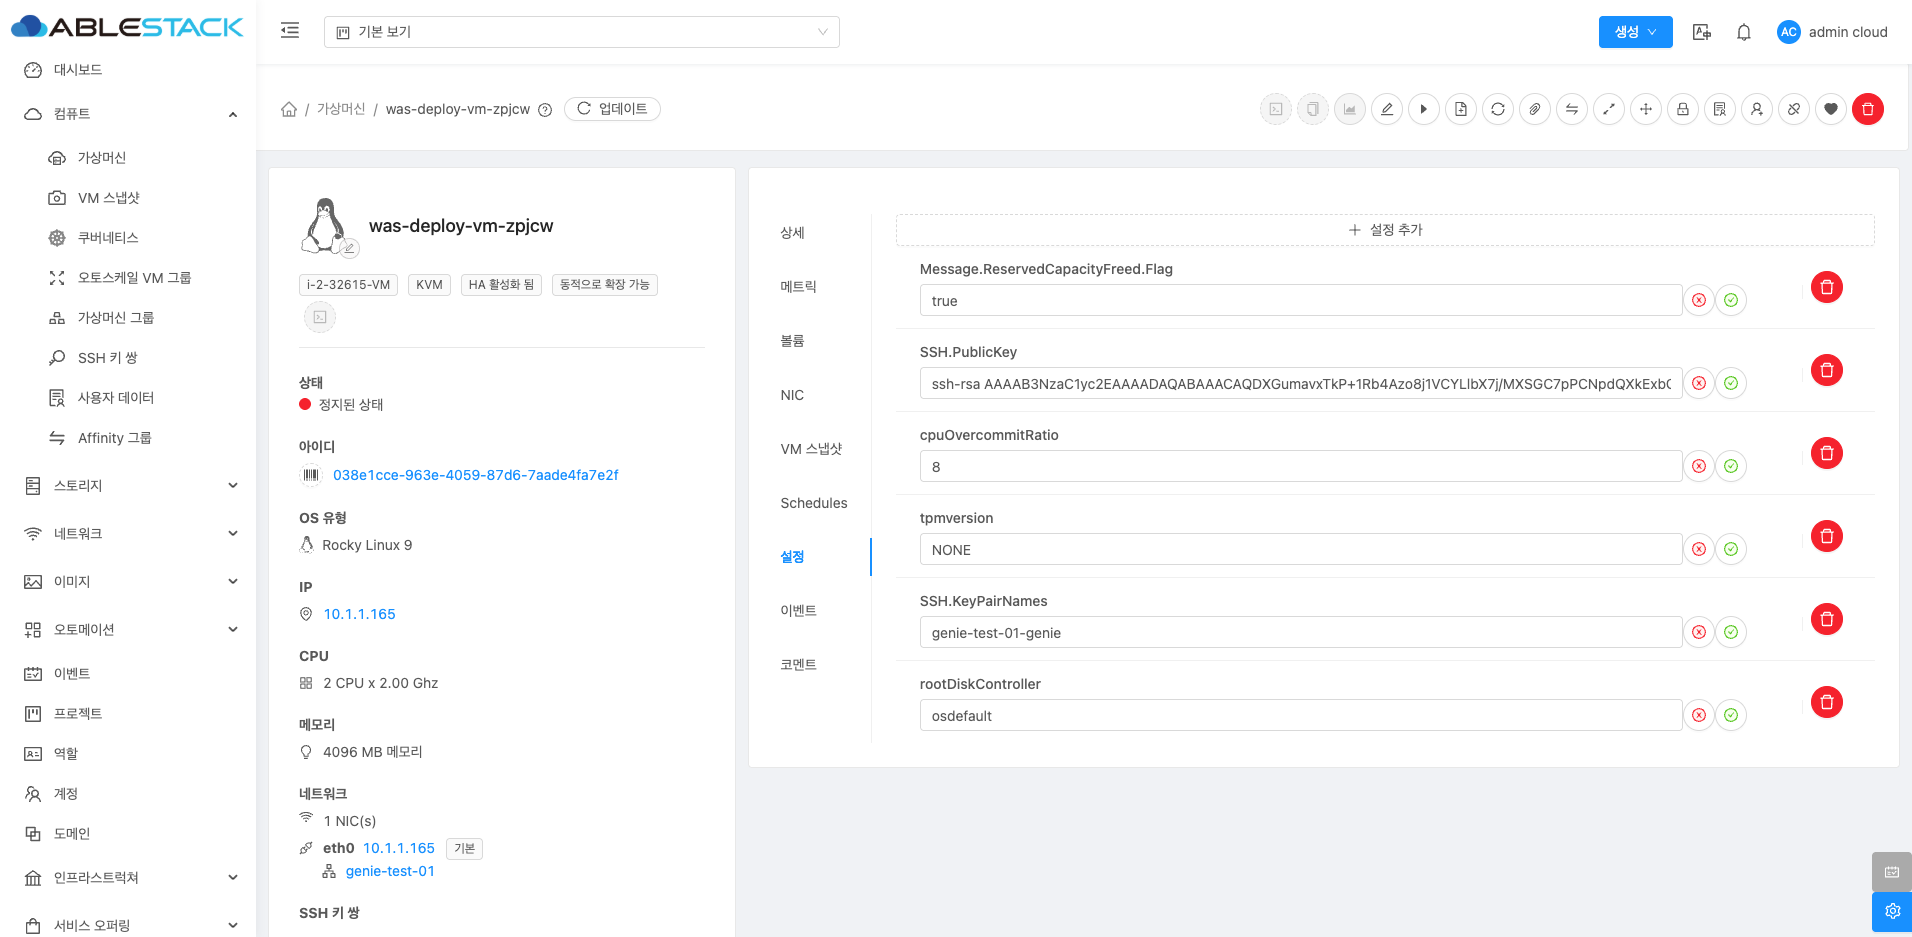 ABLESTACK
기본 보기
생성
AC
admin cloud
대시보드
컴퓨트
가상머신
VM 스냅샷
쿠버네티스
오토스케일 VM 그룹
가상머신 그룹
SSH 키 쌍
사용자 데이터
Affinity 그룹
스토리지
네트워크
이미지
오토메이션
이벤트
프로젝트
역할
계정
도메인
인프라스트럭쳐
서비스 오퍼링
/ 가상머신 / was-deploy-vm-zpjcw
업데이트
was-deploy-vm-zpjcw
i-2-32615-VM
KVM
HA 활성화 됨
동적으로 확장 가능
상태
정지된 상태
아이디
038e1cce-963e-4059-87d6-7aade4fa7e2f
OS 유형
Rocky Linux 9
IP
10.1.1.165
CPU
2 CPU x 2.00 Ghz
메모리
4096 MB 메모리
네트워크
1 NIC(s)
eth0 10.1.1.165 기본
genie-test-01
SSH 키 쌍
상세
메트릭
볼륨
NIC
VM 스냅샷
Schedules
설정
이벤트
코멘트
설정 추가
Message.ReservedCapacityFreed.Flag
true
SSH.PublicKey
ssh-rsa AAAAB3NzaC1yc2EAAAADAQABAAACAQDXGumavxTkP+1Rb4Azo8j1VCYLlbX7j/MXSGC7pPCNpdQXkExb
cpuOvercommitRatio
8
tpmversion
NONE
SSH.KeyPairNames
genie-test-01-genie
rootDiskController
osdefault